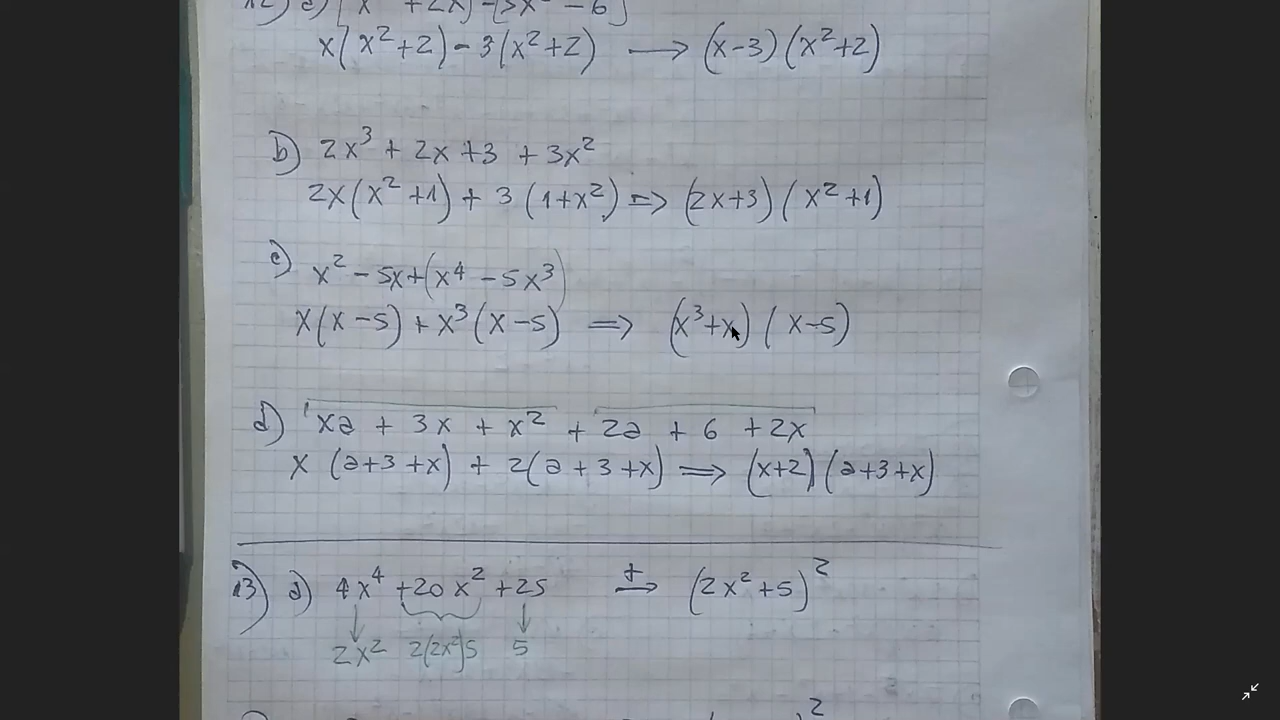 x(x²+2) - 3(x²+2) → (x-3)(x²+2)
b) 2x³ + 2x + 3 + 3x²
2x(x²+1) + 3(1+x²) => (2x+3)(x²+1)
c) x² - 5x + (x⁴ - 5x³)
x(x-5) + x³(x-5) => (x³+x)(x-5)
d) xa + 3x + x² + 2a + 6 + 2x
x (a+3+x) + 2(a+3+x) => (x+2)(a+3+x)
13) a) 4x⁴ + 20x² + 25 +→ (2x²+5)²
2x² 2(2x²)5 5